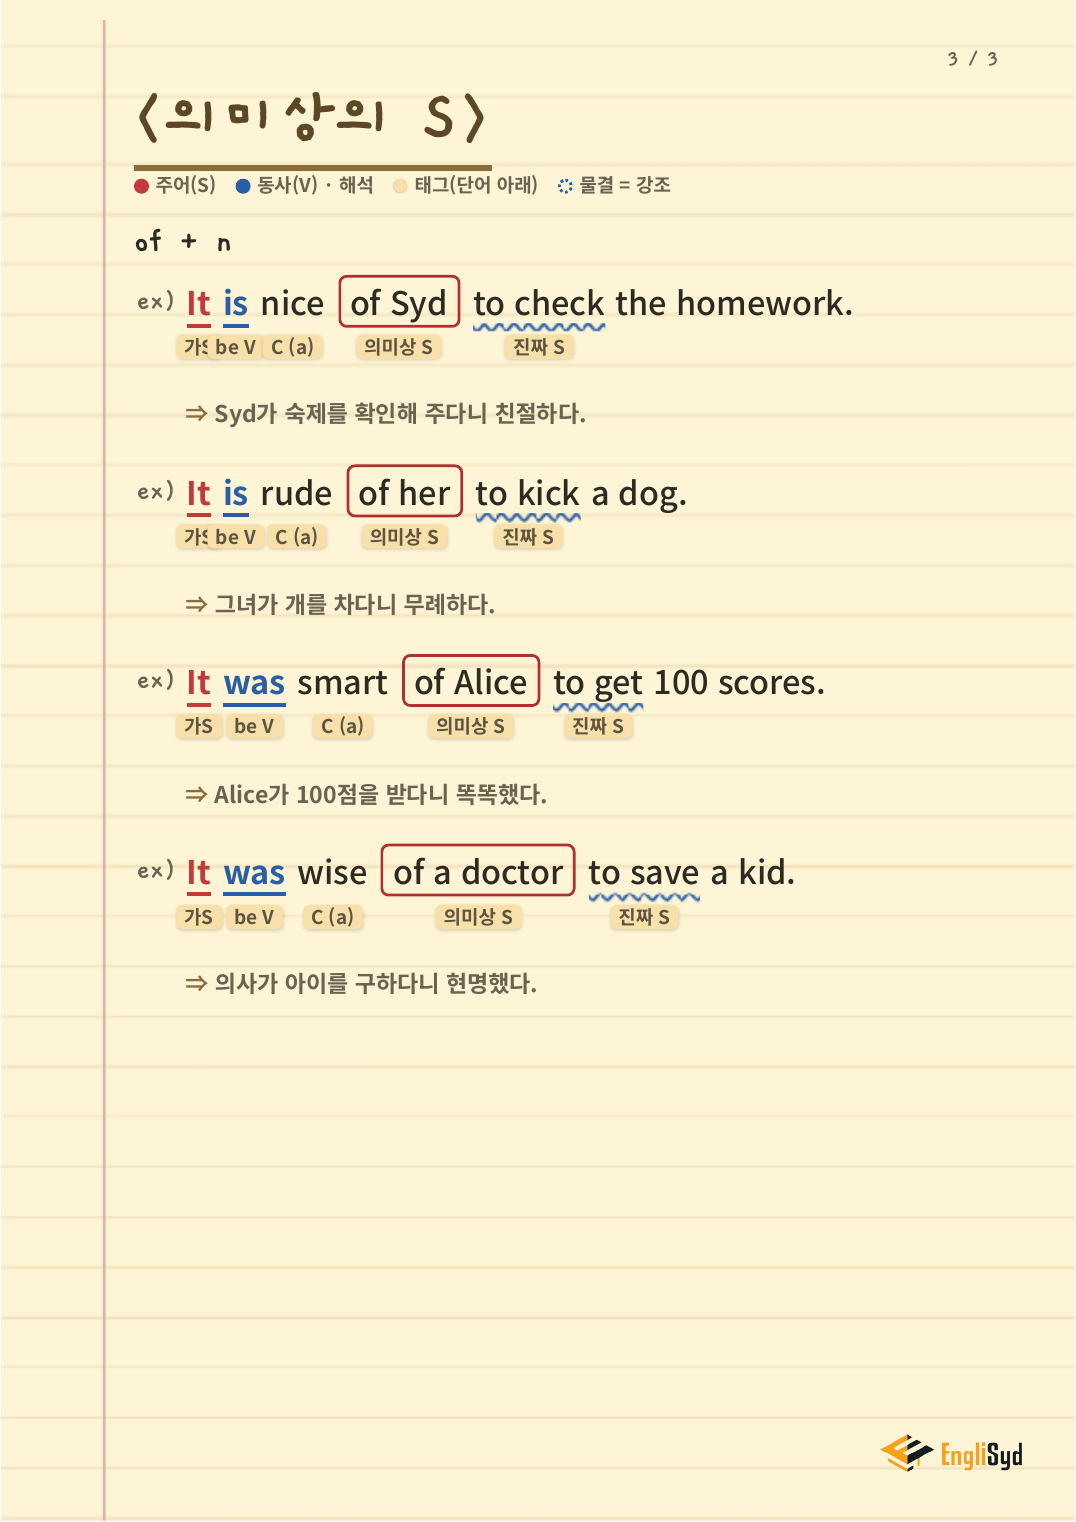 3 / 3
<의미상의 S>
주어(S) 동사(V) · 해석 태그(단어 아래) 물결 = 강조
of + n
ex) It is nice of Syd to check the homework.
가S be V C (a) 의미상 S 진짜 S
⇒ Syd가 숙제를 확인해 주다니 친절하다.
ex) It is rude of her to kick a dog.
가S be V C (a) 의미상 S 진짜 S
⇒ 그녀가 개를 차다니 무례하다.
ex) It was smart of Alice to get 100 scores.
가S be V C (a) 의미상 S 진짜 S
⇒ Alice가 100점을 받다니 똑똑했다.
ex) It was wise of a doctor to save a kid.
가S be V C (a) 의미상 S 진짜 S
⇒ 의사가 아이를 구하다니 현명했다.
EngliSyd